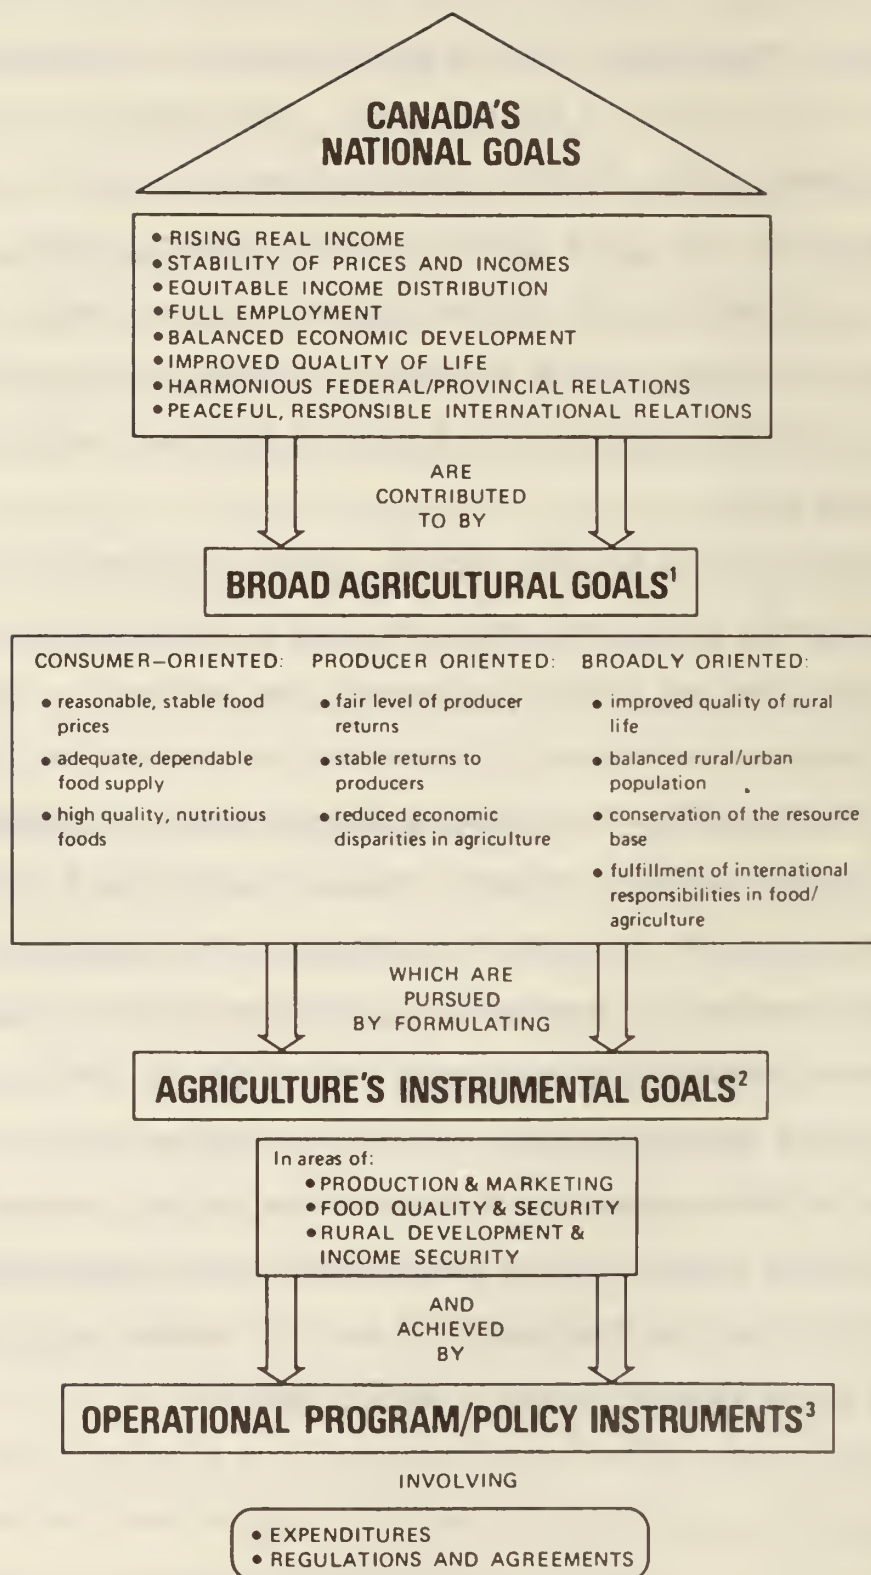 CANADA'S
NATIONAL GOALS
• RISING REAL INCOME
• STABILITY OF PRICES AND INCOMES
• EQUITABLE INCOME DISTRIBUTION
• FULL EMPLOYMENT
• BALANCED ECONOMIC DEVELOPMENT
• IMPROVED QUALITY OF LIFE
• HARMONIOUS FEDERAL/PROVINCIAL RELATIONS
• PEACEFUL, RESPONSIBLE INTERNATIONAL RELATIONS
ARE
CONTRIBUTED
TO BY
BROAD AGRICULTURAL GOALS¹
CONSUMER–ORIENTED:
• reasonable, stable food
prices
• adequate, dependable
food supply
• high quality, nutritious
foods
PRODUCER ORIENTED:
• fair level of producer
returns
• stable returns to
producers
• reduced economic
disparities in agriculture
BROADLY ORIENTED:
• improved quality of rural
life
• balanced rural/urban
population
• conservation of the resource
base
• fulfillment of international
responsibilities in food/
agriculture
WHICH ARE
PURSUED
BY FORMULATING
AGRICULTURE'S INSTRUMENTAL GOALS²
In areas of:
• PRODUCTION & MARKETING
• FOOD QUALITY & SECURITY
• RURAL DEVELOPMENT &
INCOME SECURITY
AND
ACHIEVED
BY
OPERATIONAL PROGRAM/POLICY INSTRUMENTS³
INVOLVING
• EXPENDITURES
• REGULATIONS AND AGREEMENTS